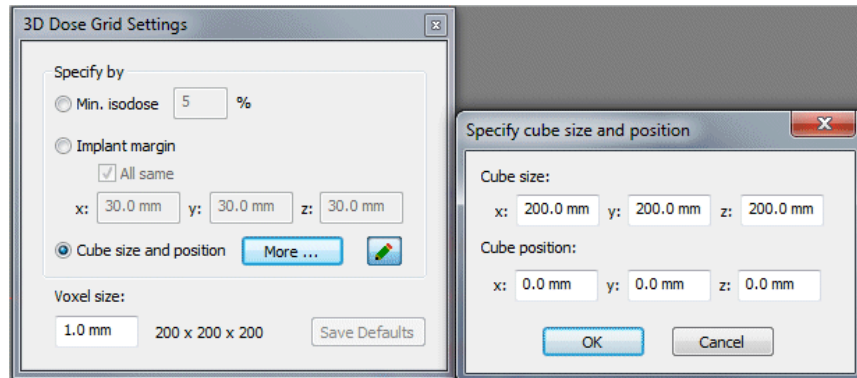 3D Dose Grid Settings
Specify by
Min. isodose 5 %
Implant margin
All same
x: 30.0 mm y: 30.0 mm z: 30.0 mm
Cube size and position More ...
Voxel size:
1.0 mm 200 x 200 x 200 Save Defaults
Specify cube size and position
Cube size:
x: 200.0 mm y: 200.0 mm z: 200.0 mm
Cube position:
x: 0.0 mm y: 0.0 mm z: 0.0 mm
OK Cancel